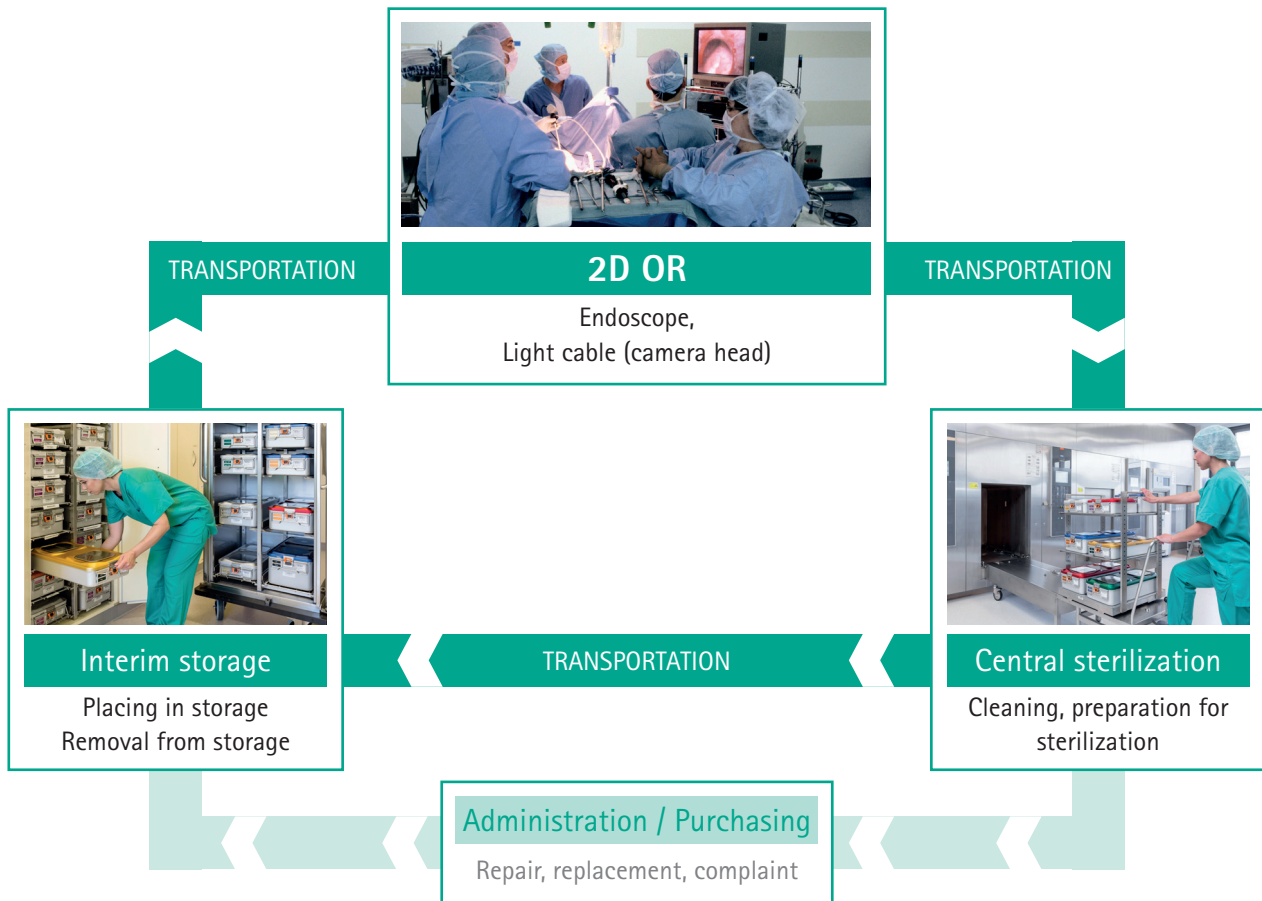 2D OR
TRANSPORTATION
TRANSPORTATION
Endoscope,
Light cable (camera head)
Interim storage
TRANSPORTATION
Central sterilization
Placing in storage
Removal from storage
Cleaning, preparation for
sterilization
Administration / Purchasing
Repair, replacement, complaint